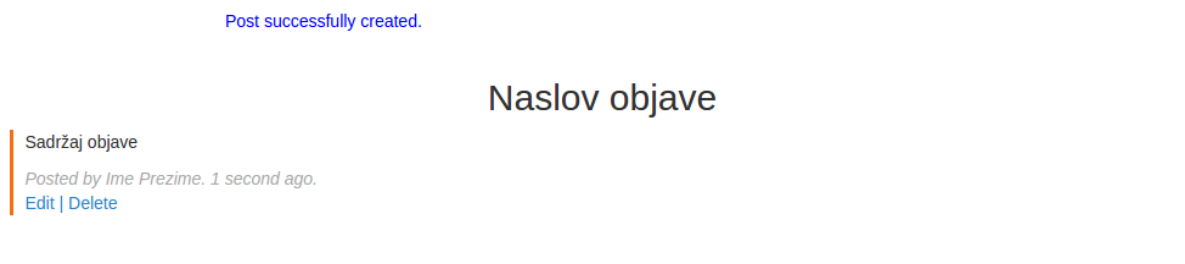 Post successfully created.
Naslov objave
Sadržaj objave
Posted by Ime Prezime. 1 second ago.
Edit | Delete